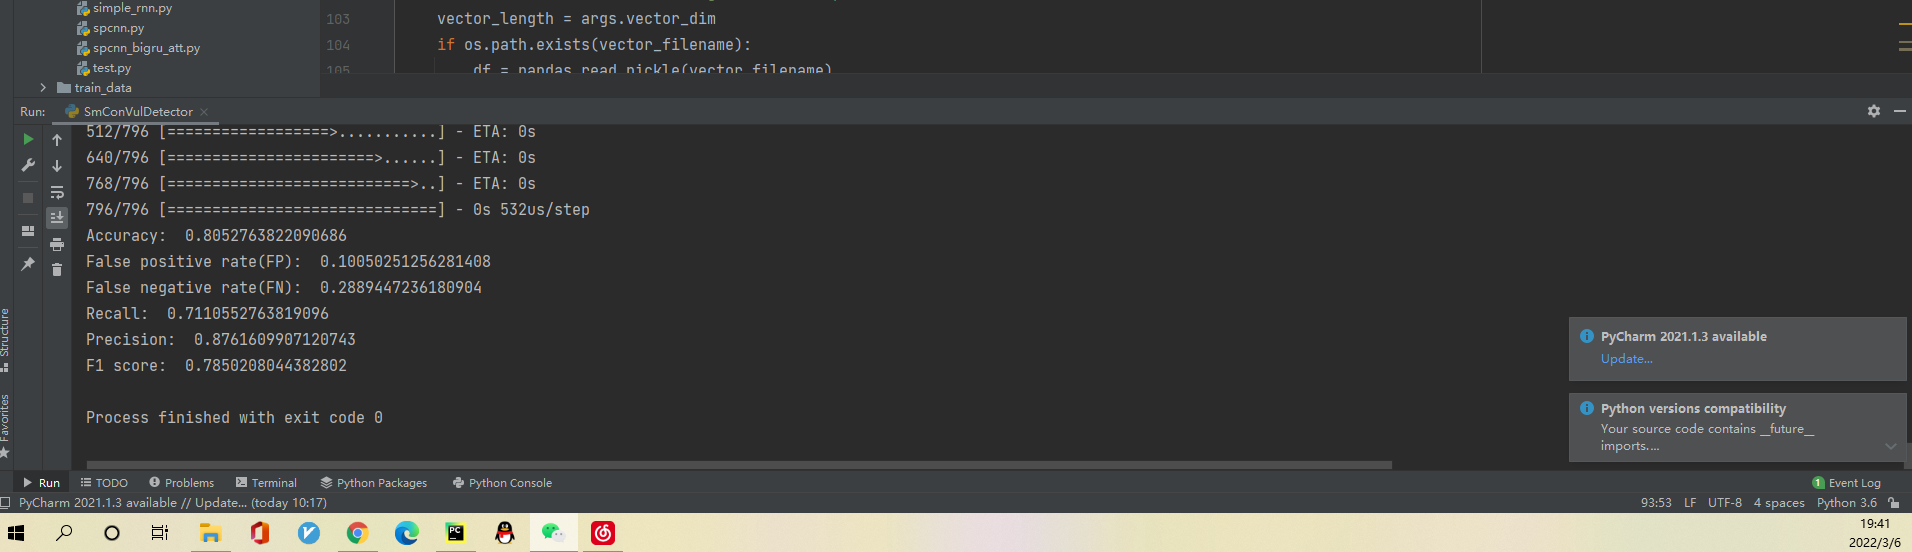 simple_rnn.py
spcnn.py
spcnn_bigru_att.py
test.py
train_data
103 vector_length = args.vector_dim
104 if os.path.exists(vector_filename):
105 df = pandas.read_pickle(vector_filename)
Run: SmConVulDetector
512/796 [==================>...........] - ETA: 0s
640/796 [=======================>......] - ETA: 0s
768/796 [===========================>..] - ETA: 0s
796/796 [==============================] - 0s 532us/step
Accuracy:  0.8052763822090686
False positive rate(FP):  0.10050251256281408
False negative rate(FN):  0.2889447236180904
Recall:  0.7110552763819096
Precision:  0.8761609907120743
F1 score:  0.7850208044382802
Process finished with exit code 0
Structure
Favorites
PyCharm 2021.1.3 available
Update...
Python versions compatibility
Your source code contains __future__
imports....
Run TODO Problems Terminal Python Packages Python Console 1 Event Log
PyCharm 2021.1.3 available // Update... (today 10:17) 93:53 LF UTF-8 4 spaces Python 3.6
PC
19:41
2022/3/6